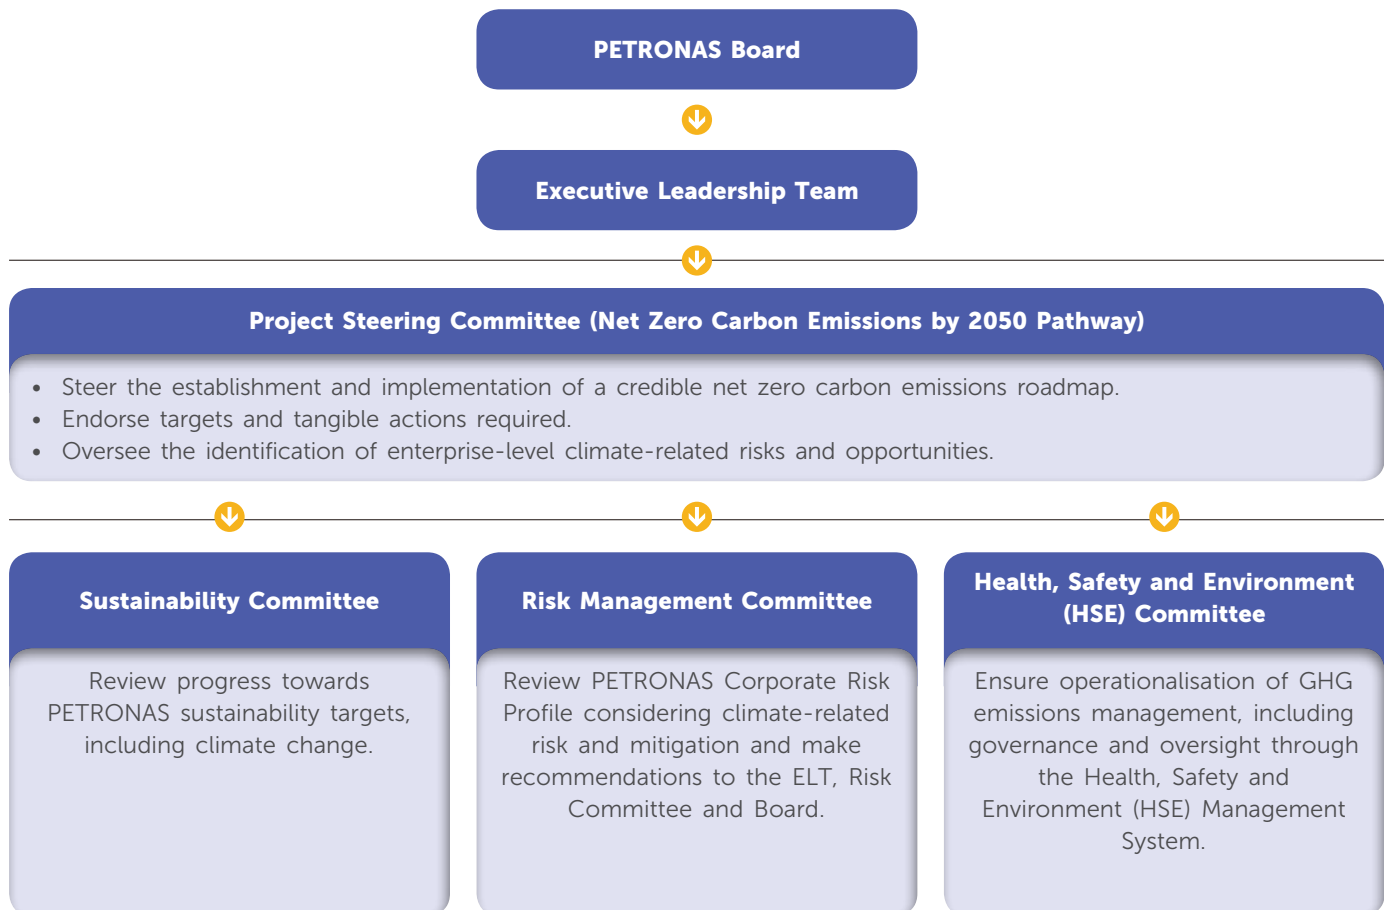 PETRONAS Board
Executive Leadership Team
Project Steering Committee (Net Zero Carbon Emissions by 2050 Pathway)
• Steer the establishment and implementation of a credible net zero carbon emissions roadmap.
• Endorse targets and tangible actions required.
• Oversee the identification of enterprise-level climate-related risks and opportunities.
Sustainability Committee
Review progress towards
PETRONAS sustainability targets,
including climate change.
Risk Management Committee
Review PETRONAS Corporate Risk
Profile considering climate-related
risk and mitigation and make
recommendations to the ELT, Risk
Committee and Board.
Health, Safety and Environment
(HSE) Committee
Ensure operationalisation of GHG
emissions management, including
governance and oversight through
the Health, Safety and
Environment (HSE) Management
System.